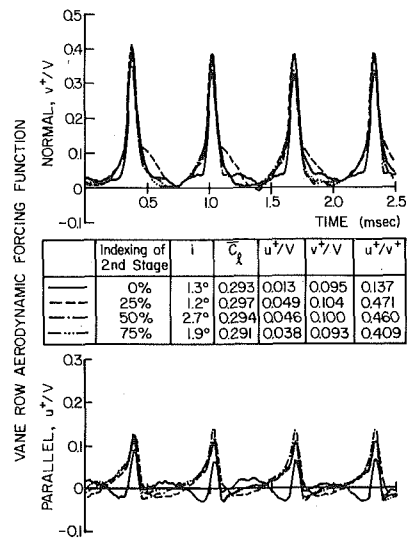 VANE ROW AERODYNAMIC FORCING FUNCTION
NORMAL, v⁺/V
0.5
0.4
0.3
0.2
0.1
0
-0.1
0.5 1.0 1.5 2.0 2.5
TIME (msec)
Indexing of 2nd Stage i C̅ℓ u⁺/V v⁺/V u⁺/v⁺
0% 1.3° 0.293 0.013 0.095 0.137
25% 1.2° 0.297 0.049 0.104 0.471
50% 2.7° 0.294 0.046 0.100 0.460
75% 1.9° 0.291 0.038 0.093 0.409
PARALLEL, u⁺/V
0.3
0.2
0.1
0
-0.1